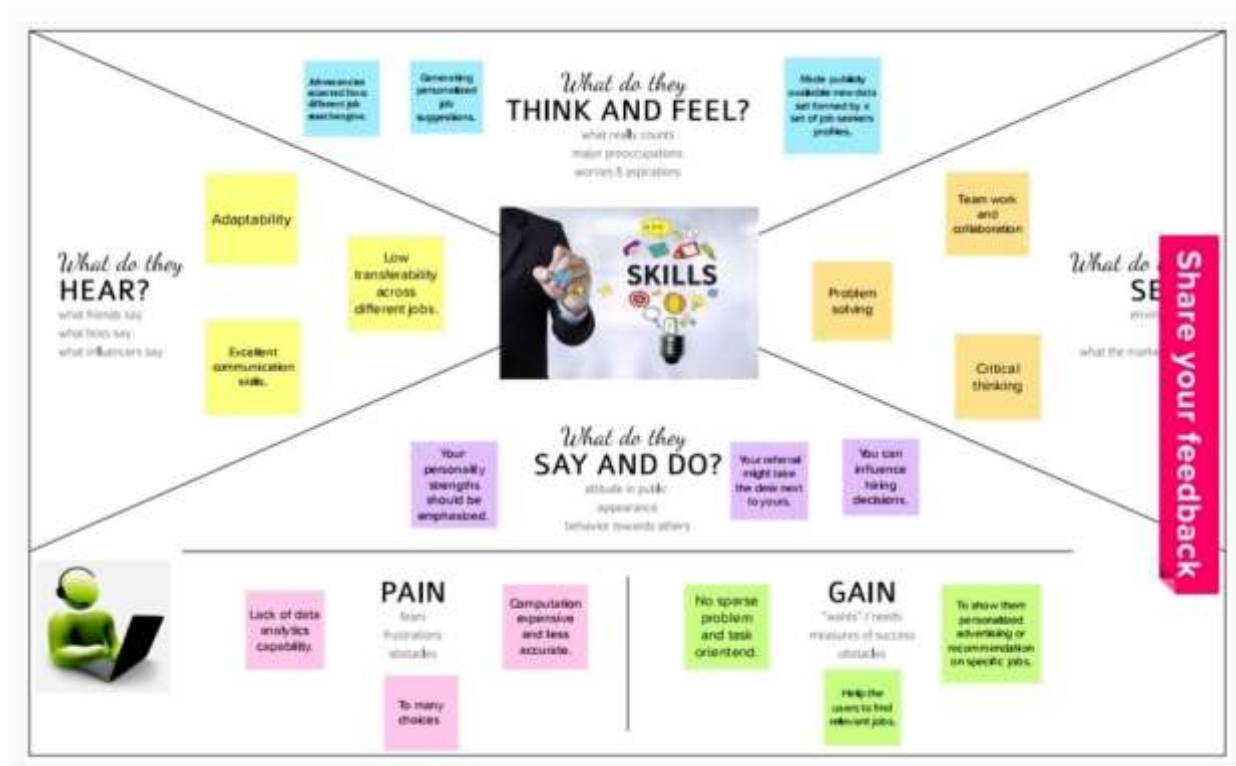 What do they
THINK AND FEEL?
what really counts
major preoccupations
worries & aspirations
different job
Generating
personalized
job
suggestions.
Made publicly
available new data
set formed by a
set of job seekers
profiles.
What do they
HEAR?
what friends say
what boss say
what influencers say
Adaptability
Low
transferability
across
different jobs.
Excellent
communication
skills.
SKILLS
Team work
and
collaboration
Problem
solving
Critical
thinking
What do
SE
what the
Share your feedback
What do they
SAY AND DO?
attitude in public
appearance
behavior towards others
Your
personality
strengths
should be
emphasized.
Your referral
might take
the desk next
to yours.
You can
influence
hiring
decisions.
PAIN
fears
frustrations
obstacles
Lack of data
analytics
capability.
Computation
expensive
and less
accurate.
To many
choices
GAIN
"wants" / needs
measures of success
obstacles
No sparse
problem
and task
orientend.
To show them
personalized
advertising or
recommendation
on specific jobs.
Help the
users to find
relevant jobs.